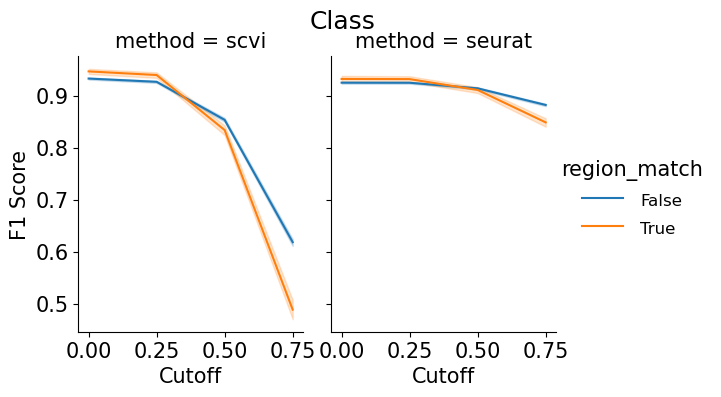 Class
method = scvi
method = seurat
F1 Score
0.9
0.8
0.7
0.6
0.5
0.00 0.25 0.50 0.75
0.00 0.25 0.50 0.75
Cutoff
Cutoff
region_match
False
True